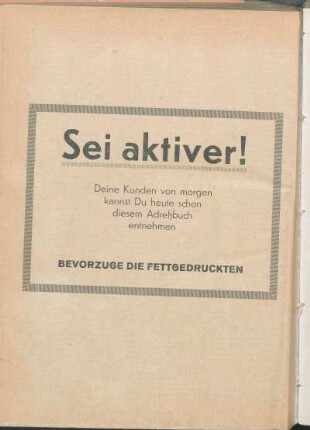 Sei aktiver!
Deine Kunden von morgen
kannst Du heute schon
diesem Adreßbuch
entnehmen
BEVORZUGE DIE FETTGEDRUCKTEN